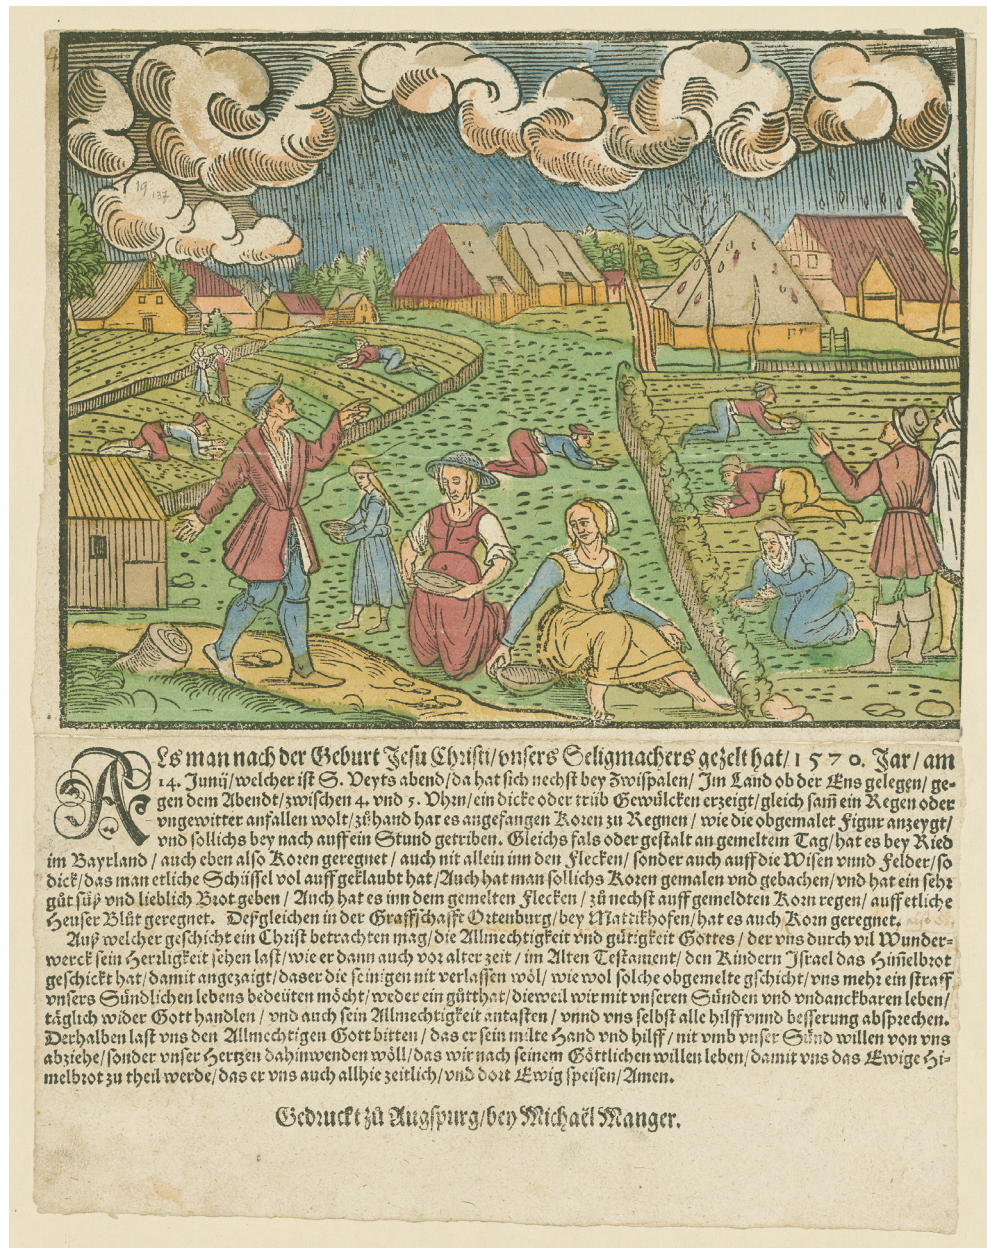 19
137
ALs man nach der Geburt Jesu Christi/vnsers Seligmachers gezelt hat/1570. Jar/am
14. Junij/welcher ist S. Veyts abend/da hat sich nechst bey Zwispalen/Im Land ob der Ens gelegen/ge-
gen dem Abendt/zwischen 4. vnd 5. Vhrn/ein dicke oder trüb Gewülcken erzeigt/gleich sam̃ ein Regen oder
vngewitter anfallen wolt/zůhand hat es angefangen Koren zu Regnen/wie die obgemalet Figur anzeygt/
vnd sollichs bey nach auff ein Stund getriben. Gleichs fals oder gestalt an gemeltem Tag/hat es bey Ried
im Bayrland/auch eben also Koren geregnet/auch nit allein inn den Flecken/sonder auch auff die Wisen vnnd Felder/so
dick/das man etliche Schüssel vol auff geklaubt hat/Auch hat man sollichs Koren gemalen vnd gebachen/vnd hat ein sehr
gůt süß vnd lieblich Brot geben/Auch hat es inn dem gemelten Flecken/zů nechst auff gemeldten Korn regen/auff etliche
Heuser Blůt geregnet. Deßgleichen in der Graffschafft Ortenburg/bey Mattikhofen/hat es auch Korn geregnet.
Auß welcher geschicht ein Christ betrachten mag/die Allmechtigkeit vnd gütigkeit Gottes/der vns durch vil Wunder-
werck sein Herrligkeit sehen last/wie er dann auch vor alter zeit/im Alten Testament/den Kindern Israel das Him̃elbrot
geschickt hat/damit angezaigt/das er die seinigen nit verlassen wöl/wie wol solche obgemelte gschicht/vns mehr ein straff
vnsers Sündlichen lebens bedeüten möcht/weder ein gůtthat/dieweil wir mit vnseren Sünden vnd vndanckbaren leben/
täglich wider Gott handlen/vnd auch sein Allmechtigkeit antasten/vnnd vns selbst alle hilff vnnd besserung absprechen.
Derhalben last vns den Allmechtigen Gott bitten/das er sein milte Hand vnd hilff/nit vmb vnser Sünd willen von vns
abziehe/sonder vnser Hertzen dahin wenden wöll/das wir nach seinem Göttlichen willen leben/damit vns das Ewige Hi-
melbrot zu theil werde/das er vns auch allhie zeitlich/vnd dort Ewig speisen/Amen.
Gedruckt zů Augspurg/bey Michaël Manger.